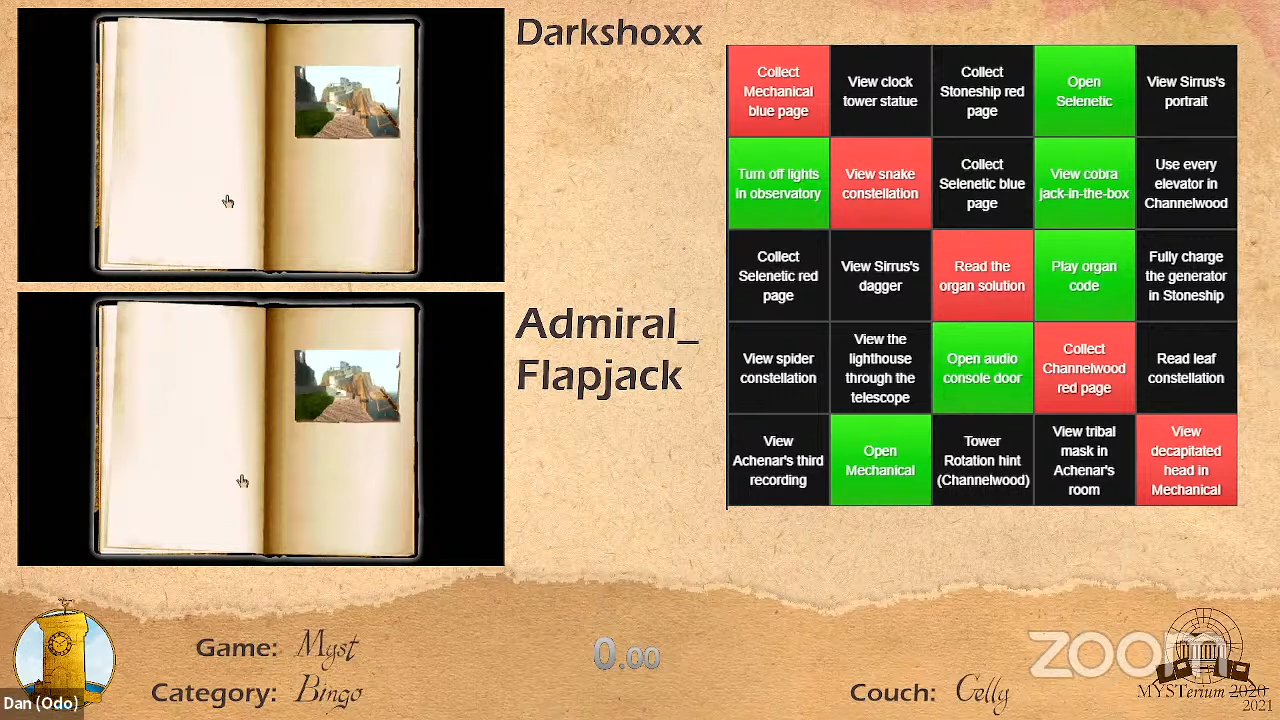 Darkshoxx
Admiral_
Flapjack
Collect
Mechanical
blue page
View clock
tower statue
Collect
Stoneship red
page
Open
Selenetic
View Sirrus's
portrait
Turn off lights
in observatory
View snake
constellation
Collect
Selenetic blue
page
View cobra
jack-in-the-box
Use every
elevator in
Channelwood
Collect
Selenetic red
page
View Sirrus's
dagger
Read the
organ solution
Play organ
code
Fully charge
the generator
in Stoneship
View spider
constellation
View the
lighthouse
through the
telescope
Open audio
console door
Collect
Channelwood
red page
Read leaf
constellation
View
Achenar's third
recording
Open
Mechanical
Tower
Rotation hint
(Channelwood)
View tribal
mask in
Achenar's
room
View
decapitated
head in
Mechanical
Game: Myst
Category: Bingo
0.00
Couch: Celly
zoom
MYSTerium 2020
2021
Dan (Odo)